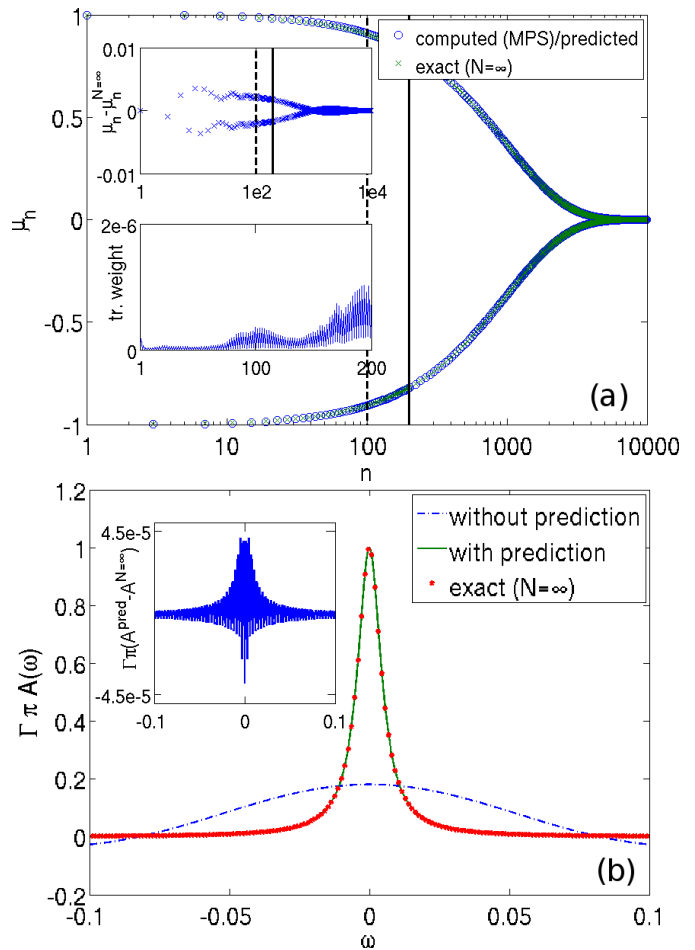 computed (MPS)/predicted
exact (N=∞)
(a)
μn
1
0.5
0
-0.5
-1
1
10
100
1000
10000
n
μn-μnN=∞
0.01
0
-0.01
1
1e2
1e4
tr. weight
2e-6
0
1
100
200
without prediction
with prediction
exact (N=∞)
(b)
Γ π A(ω)
1.2
1
0.8
0.6
0.4
0.2
0
-0.2
-0.1
-0.05
0
0.05
0.1
ω
Γπ(Apred-AN=∞)
4.5e-5
-4.5e-5
-0.1
0
0.1